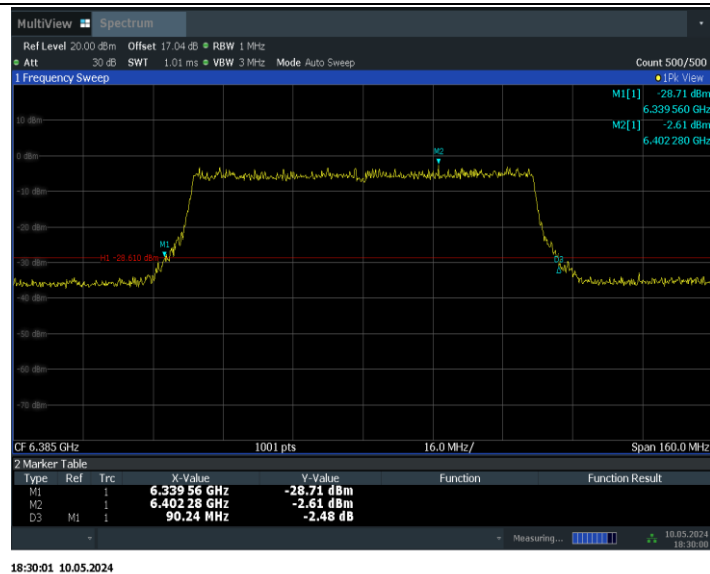 MultiView Spectrum
Ref Level 20.00 dBm Offset 17.04 dB RBW 1 MHz
Att 30 dB SWT 1.01 ms VBW 3 MHz Mode Auto Sweep Count 500/500
1 Frequency Sweep 1Pk View
M1[1] -28.71 dBm
6.339 560 GHz
M2[1] -2.61 dBm
6.402 280 GHz
10 dBm
0 dBm
M2
-10 dBm
-20 dBm
M1
H1 -28.610 dBm
D3
-30 dBm
-40 dBm
-50 dBm
-60 dBm
-70 dBm
CF 6.385 GHz 1001 pts 16.0 MHz/ Span 160.0 MHz
2 Marker Table
Type Ref Trc X-Value Y-Value Function Function Result
M1 1 6.339 56 GHz -28.71 dBm
M2 1 6.402 28 GHz -2.61 dBm
D3 M1 1 90.24 MHz -2.48 dB
Measuring... 10.05.2024
18:30:00
18:30:01 10.05.2024